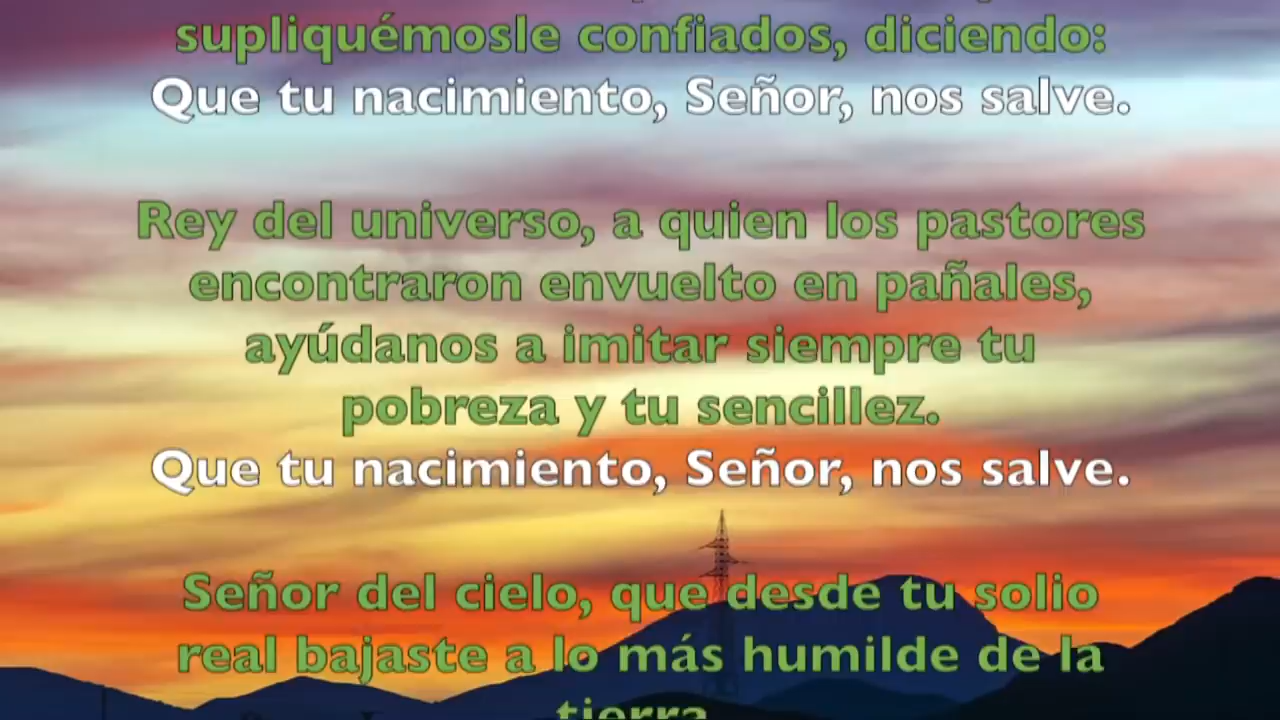 supliquémosle confiados, diciendo:
Que tu nacimiento, Señor, nos salve.
Rey del universo, a quien los pastores
encontraron envuelto en pañales,
ayúdanos a imitar siempre tu
pobreza y tu sencillez.
Que tu nacimiento, Señor, nos salve.
Señor del cielo, que desde tu solio
real bajaste a lo más humilde de la
tierra